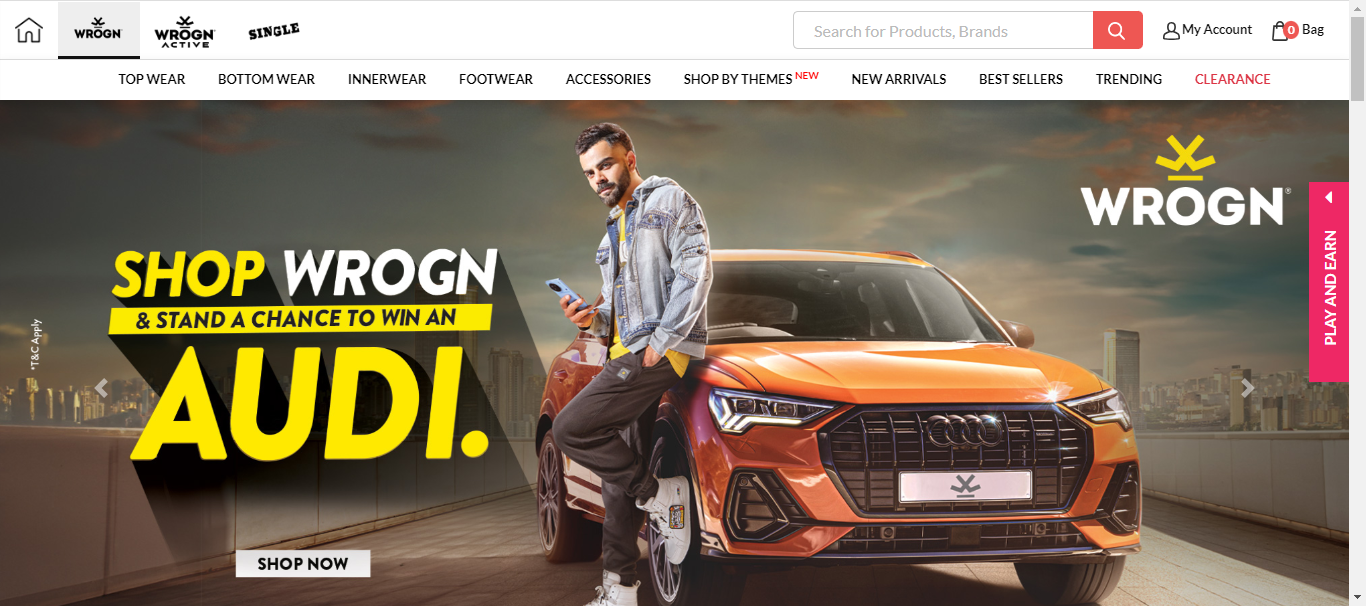 WROGN
WROGN
ACTIVE
SINGLE
Search for Products, Brands
My Account
0
Bag
TOP WEAR
BOTTOM WEAR
INNERWEAR
FOOTWEAR
ACCESSORIES
SHOP BY THEMES NEW
NEW ARRIVALS
BEST SELLERS
TRENDING
CLEARANCE
WROGN®
SHOP WROGN
& STAND A CHANCE TO WIN AN
AUDI.
*T&C Apply
PLAY AND EARN
SHOP NOW